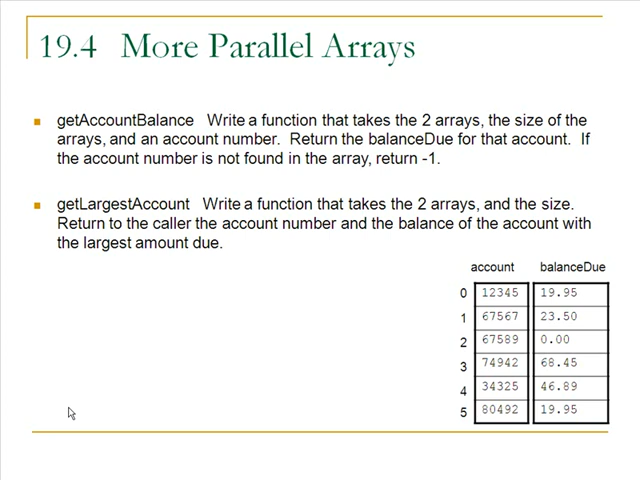 19.4 More Parallel Arrays
getAccountBalance Write a function that takes the 2 arrays, the size of the
arrays, and an account number. Return the balanceDue for that account. If
the account number is not found in the array, return -1.
getLargestAccount Write a function that takes the 2 arrays, and the size.
Return to the caller the account number and the balance of the account with
the largest amount due.
account balanceDue
0 12345 19.95
1 67567 23.50
2 67589 0.00
3 74942 68.45
4 34325 46.89
5 80492 19.95